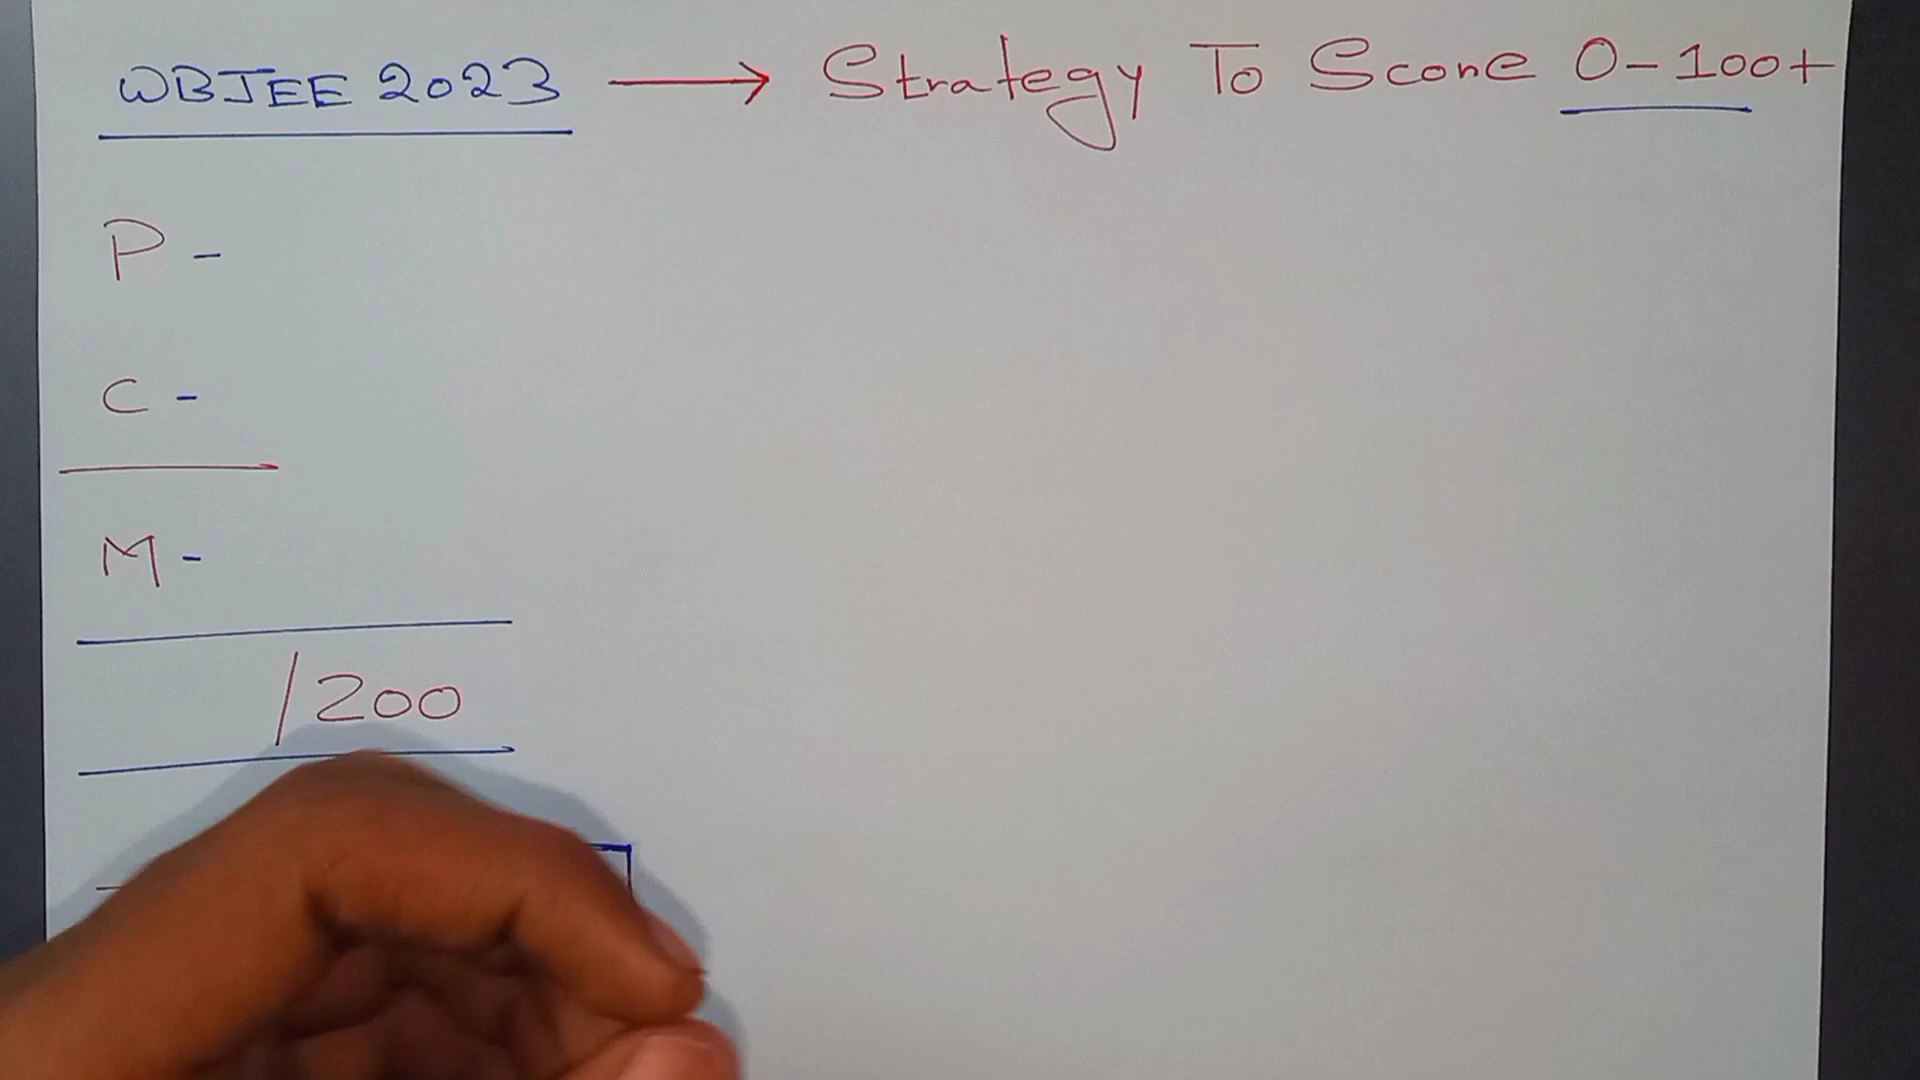 WBJEE 2023 → Strategy To Score 0-100+
P -
C -
M -
/200